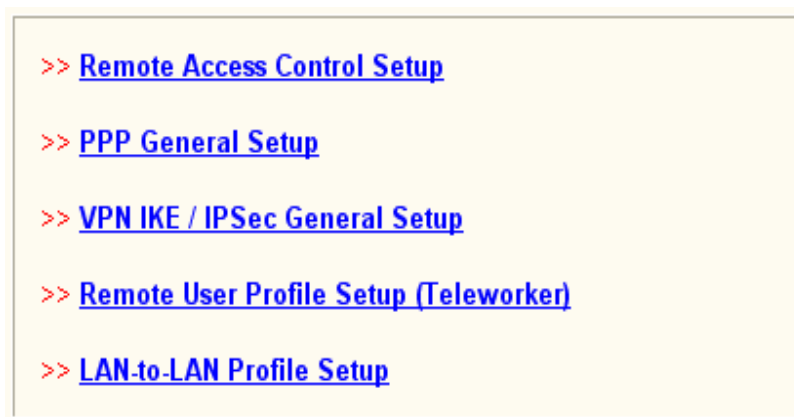 >> Remote Access Control Setup
>> PPP General Setup
>> VPN IKE / IPSec General Setup
>> Remote User Profile Setup (Teleworker)
>> LAN-to-LAN Profile Setup